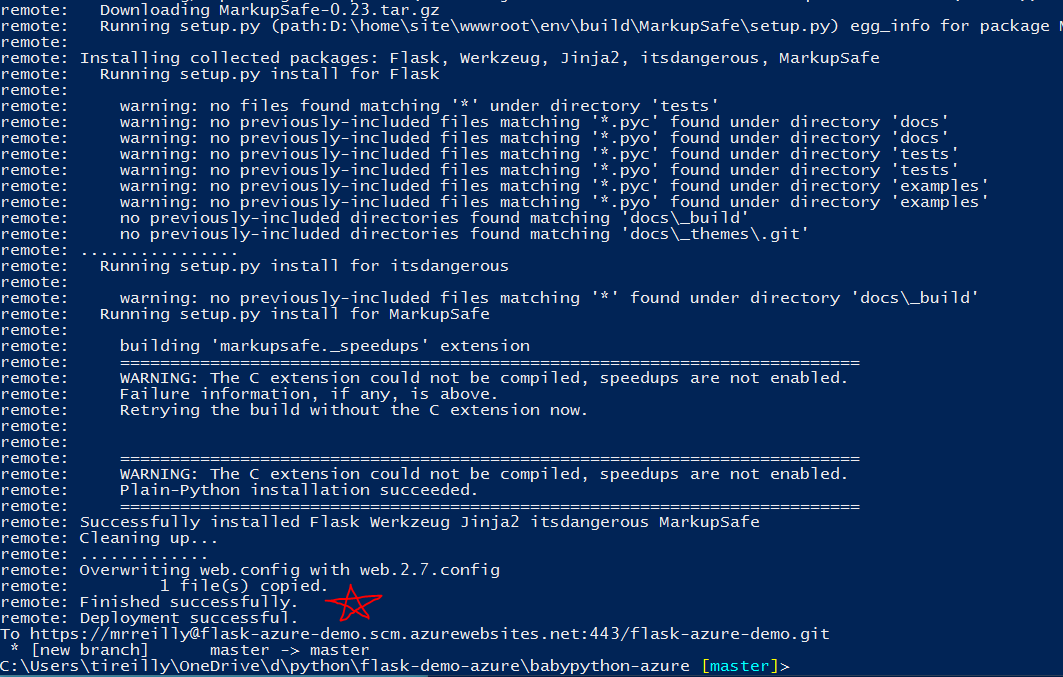 remote:   Downloading MarkupSafe-0.23.tar.gz
remote:   Running setup.py (path:D:\home\site\wwwroot\env\build\MarkupSafe\setup.py) egg_info for package
remote:
remote: Installing collected packages: Flask, Werkzeug, Jinja2, itsdangerous, MarkupSafe
remote:   Running setup.py install for Flask
remote:
remote:     warning: no files found matching '*' under directory 'tests'
remote:     warning: no previously-included files matching '*.pyc' found under directory 'docs'
remote:     warning: no previously-included files matching '*.pyo' found under directory 'docs'
remote:     warning: no previously-included files matching '*.pyc' found under directory 'tests'
remote:     warning: no previously-included files matching '*.pyo' found under directory 'tests'
remote:     warning: no previously-included files matching '*.pyc' found under directory 'examples'
remote:     warning: no previously-included files matching '*.pyo' found under directory 'examples'
remote:     no previously-included directories found matching 'docs\_build'
remote:     no previously-included directories found matching 'docs\_themes\.git'
remote: ................
remote:   Running setup.py install for itsdangerous
remote:
remote:     warning: no previously-included files matching '*' found under directory 'docs\_build'
remote:   Running setup.py install for MarkupSafe
remote:
remote:     building 'markupsafe._speedups' extension
remote:     ==========================================================================
remote:     WARNING: The C extension could not be compiled, speedups are not enabled.
remote:     Failure information, if any, is above.
remote:     Retrying the build without the C extension now.
remote:
remote:
remote:     ==========================================================================
remote:     WARNING: The C extension could not be compiled, speedups are not enabled.
remote:     Plain-Python installation succeeded.
remote:     ==========================================================================
remote: Successfully installed Flask Werkzeug Jinja2 itsdangerous MarkupSafe
remote: Cleaning up...
remote: .............
remote: Overwriting web.config with web.2.7.config
remote:         1 file(s) copied.
remote: Finished successfully.
remote: Deployment successful.
To https://mrreilly@flask-azure-demo.scm.azurewebsites.net:443/flask-azure-demo.git
 * [new branch]      master -> master
C:\Users\tireilly\OneDrive\d\python\flask-demo-azure\babypython-azure [master]>